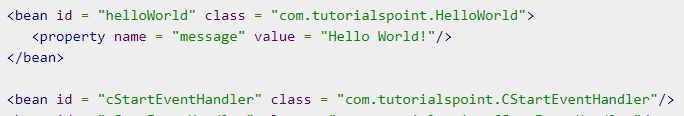 <bean id = "helloWorld" class = "com.tutorialspoint.HelloWorld">
<property name = "message" value = "Hello World!"/>
</bean>
<bean id = "cStartEventHandler" class = "com.tutorialspoint.CStartEventHandler"/>